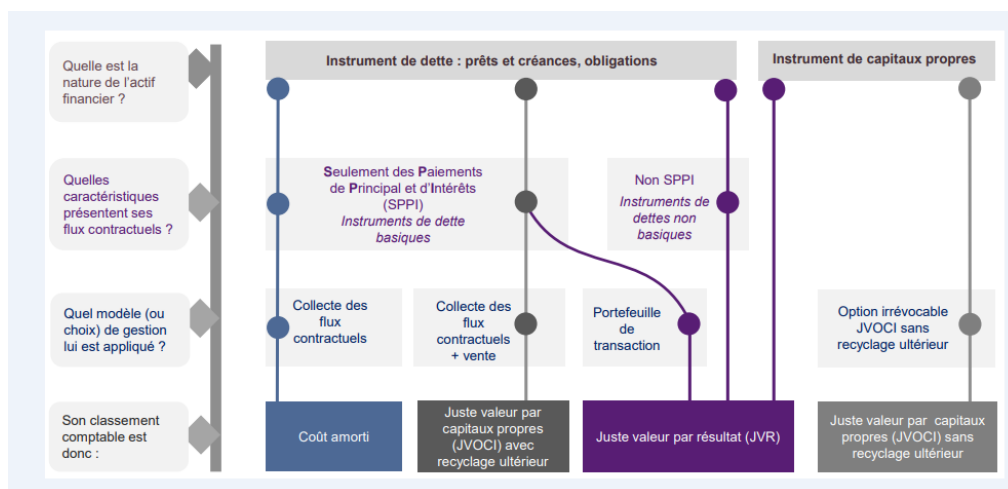 Quelle est la
nature de l'actif
financier ?
Instrument de dette : prêts et créances, obligations
Instrument de capitaux propres
Quelles
caractéristiques
présentent ses
flux contractuels ?
Seulement des Paiements
de Principal et d'Intérêts
(SPPI)
Instruments de dette
basiques
Non SPPI
Instruments de
dettes non
basiques
Quel modèle (ou
choix) de gestion
lui est appliqué ?
Collecte des
flux
contractuels
Collecte des
flux
contractuels
+ vente
Portefeuille
de
transaction
Option irrévocable
JVOCI sans
recyclage ultérieur
Son classement
comptable est
donc :
Coût amorti
Juste valeur par
capitaux propres
(JVOCI) avec
recyclage ultérieur
Juste valeur par résultat (JVR)
Juste valeur par capitaux
propres (JVOCI) sans
recyclage ultérieur